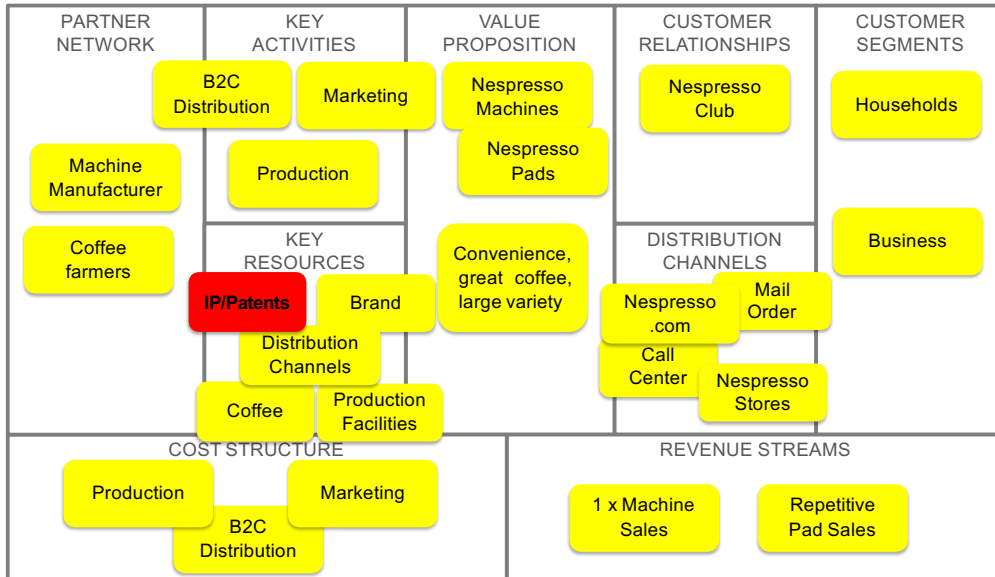 PARTNER
NETWORK
Machine
Manufacturer
Coffee
farmers
KEY
ACTIVITIES
B2C
Distribution
Marketing
Production
KEY
RESOURCES
IP/Patents
Brand
Distribution
Channels
Coffee
Production
Facilities
VALUE
PROPOSITION
Nespresso
Machines
Nespresso
Pads
Convenience,
great coffee,
large variety
CUSTOMER
RELATIONSHIPS
Nespresso
Club
DISTRIBUTION
CHANNELS
Nespresso
.com
Mail
Order
Call
Center
Nespresso
Stores
CUSTOMER
SEGMENTS
Households
Business
COST STRUCTURE
Production
Marketing
B2C
Distribution
REVENUE STREAMS
1 x Machine
Sales
Repetitive
Pad Sales